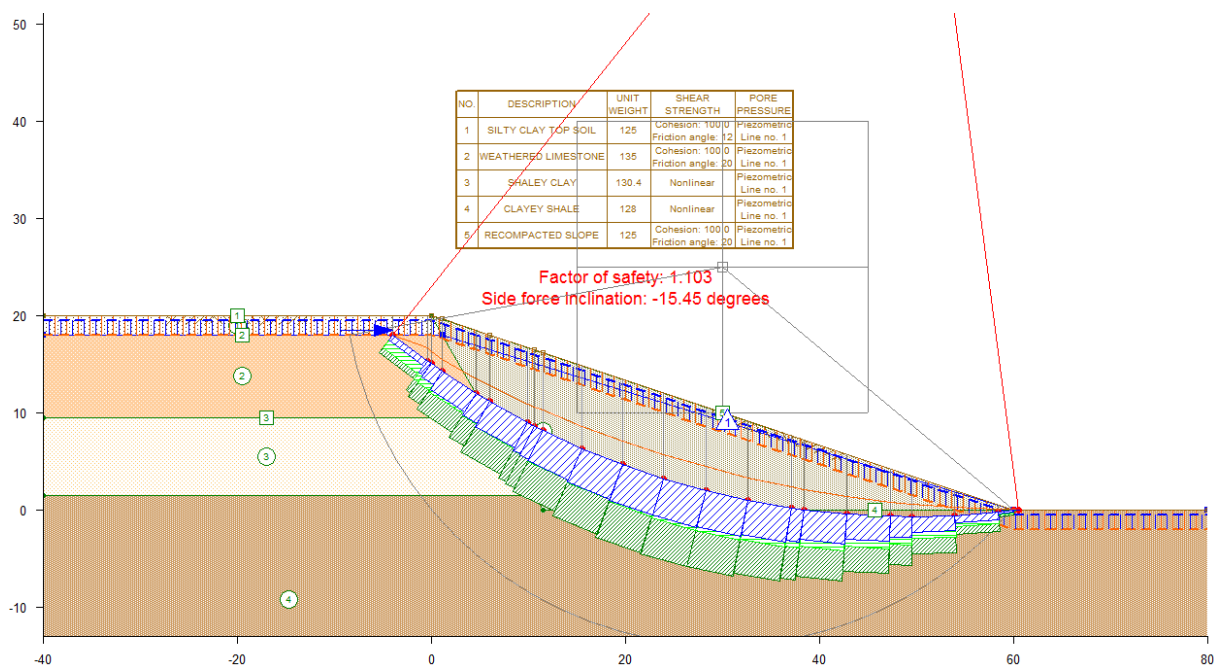 50
40
30
20
10
0
-10
-40
-20
0
20
40
60
80
NO. DESCRIPTION UNIT WEIGHT SHEAR STRENGTH PORE PRESSURE
1 SILTY CLAY TOP SOIL 125 Cohesion: 100.0 Friction angle: 12 Piezometric Line no. 1
2 WEATHERED LIMESTONE 135 Cohesion: 100.0 Friction angle: 20 Piezometric Line no. 1
3 SHALEY CLAY 130.4 Nonlinear Piezometric Line no. 1
4 CLAYEY SHALE 128 Nonlinear Piezometric Line no. 1
5 RECOMPACTED SLOPE 125 Cohesion: 100.0 Friction angle: 20 Piezometric Line no. 1
Factor of safety: 1.103
Side force Inclination: -15.45 degrees
1
2
2
3
3
4
4
1